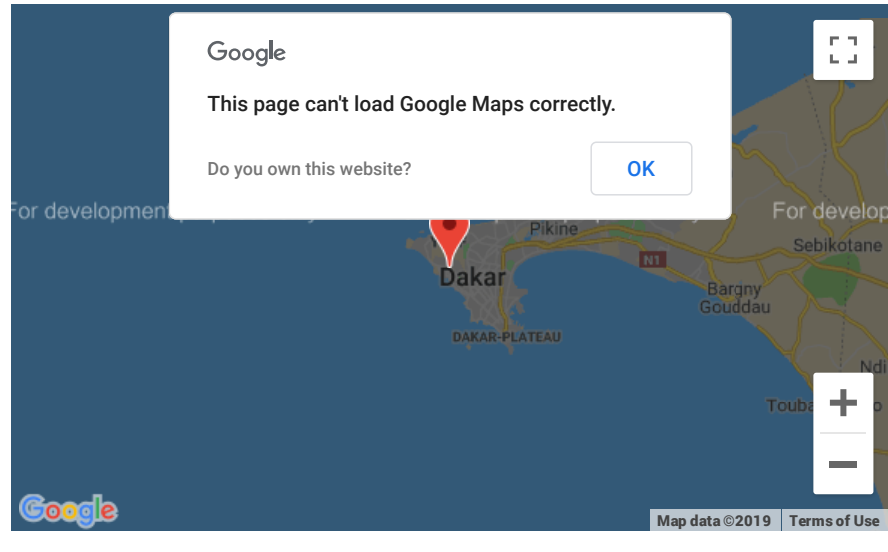 Google
This page can't load Google Maps correctly.
Do you own this website?
OK
For development
For develop
Pikine
Sebikotane
N1
Dakar
Bargny
Gouddau
DAKAR-PLATEAU
Ndi
Touba
Google
Map data ©2019
Terms of Use